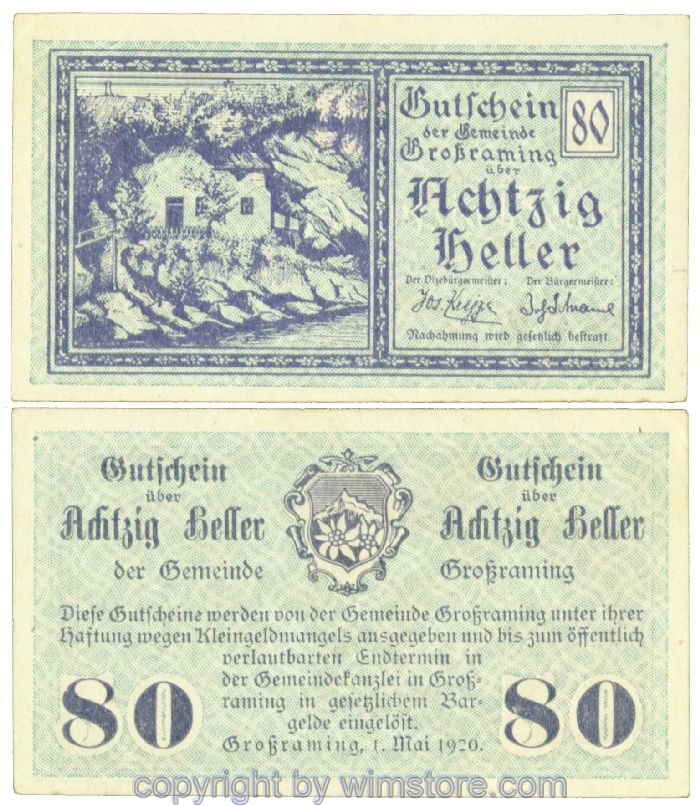 Gutschein
der Gemeinde
Großraming
über
80
Achtzig
Heller
Der Vizebürgermeister: Der Bürgermeister:
Nachahmung wird gesetzlich bestraft
Gutschein
über
Achtzig Heller
der Gemeinde
Gutschein
über
Achtzig Heller
Großraming
Diese Gutscheine werden von der Gemeinde Großraming unter ihrer
Haftung wegen Kleingeldmangels ausgegeben und bis zum öffentlich
verlautbarten Endtermin in
der Gemeindekanzlei in Groß-
raming in gesetzlichem Bar-
gelde eingelöst.
Großraming, 1. Mai 1920.
80
80
copyright by wimstore.com